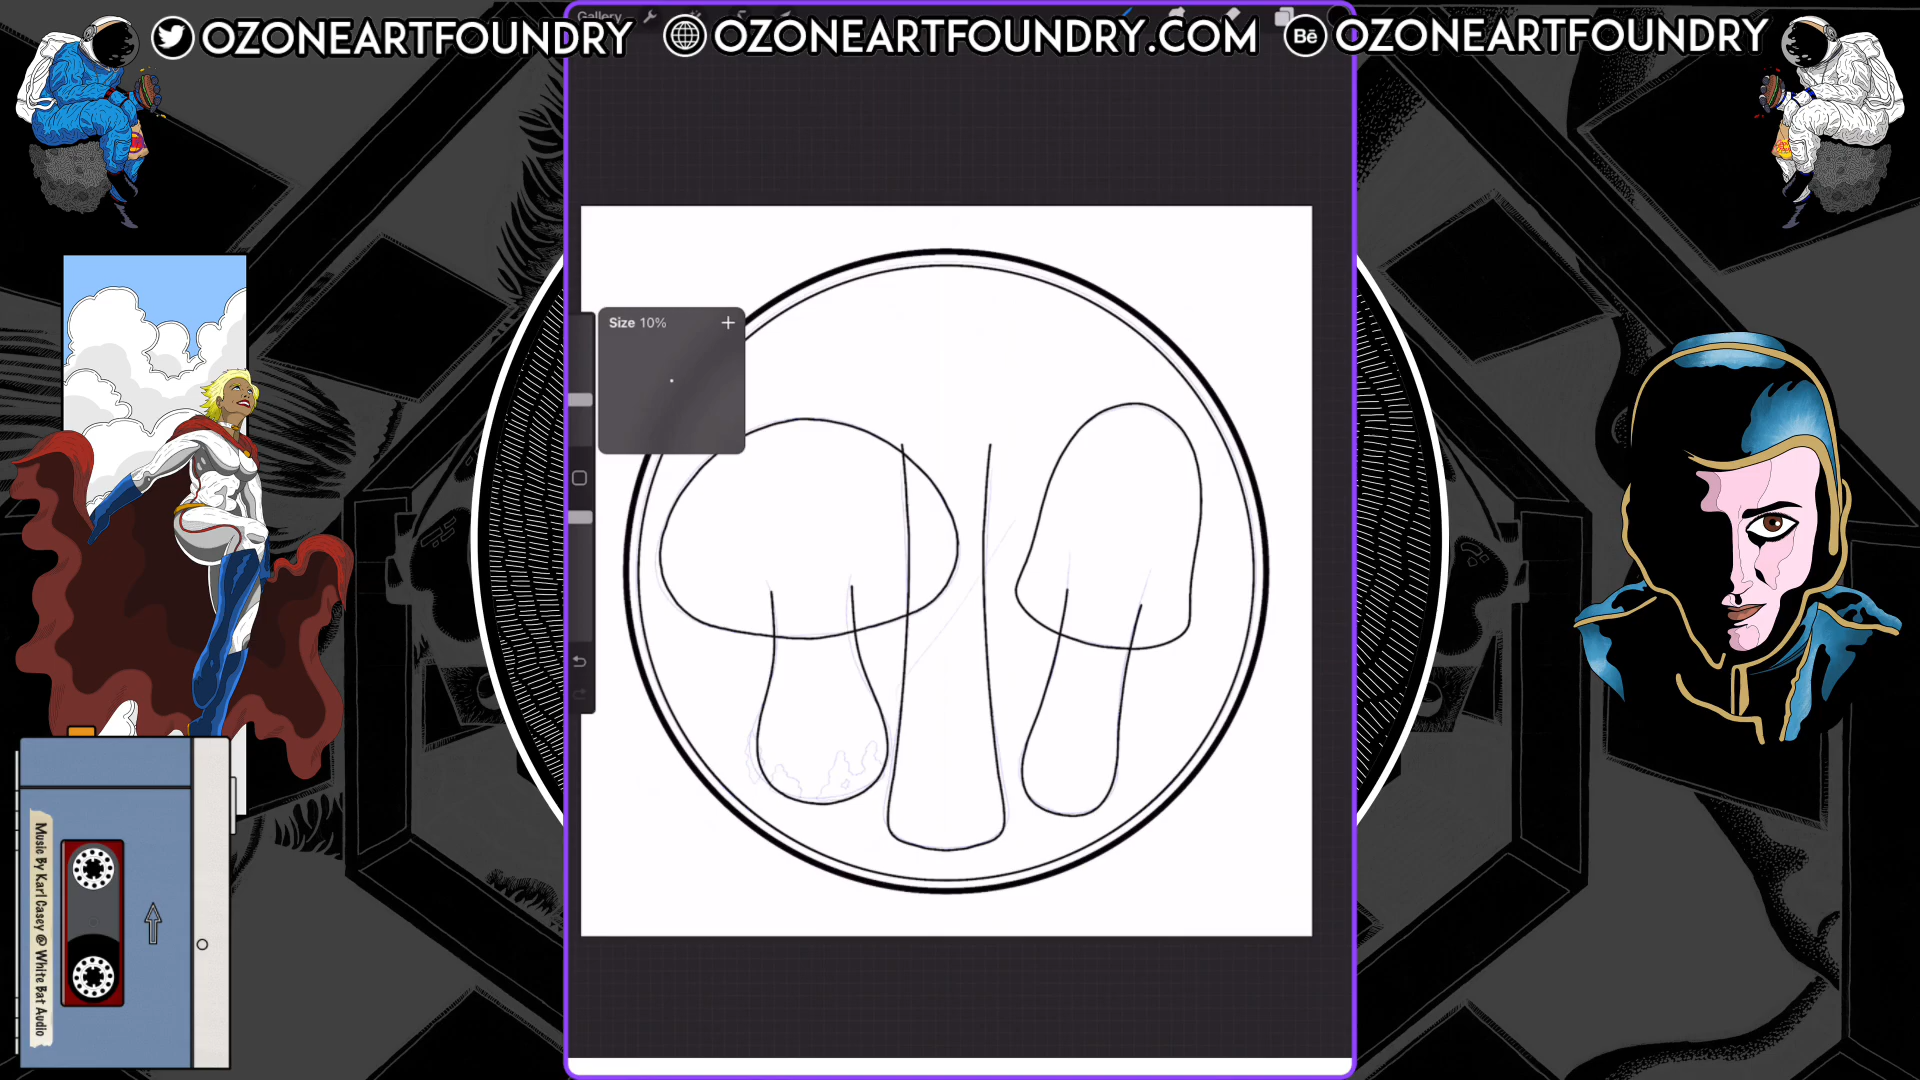 OZONEARTFOUNDRY
OZONEARTFOUNDRY.COM
Bē OZONEARTFOUNDRY
Gallery
Size 10%
Music By Karl Casey @ White Bat Audio